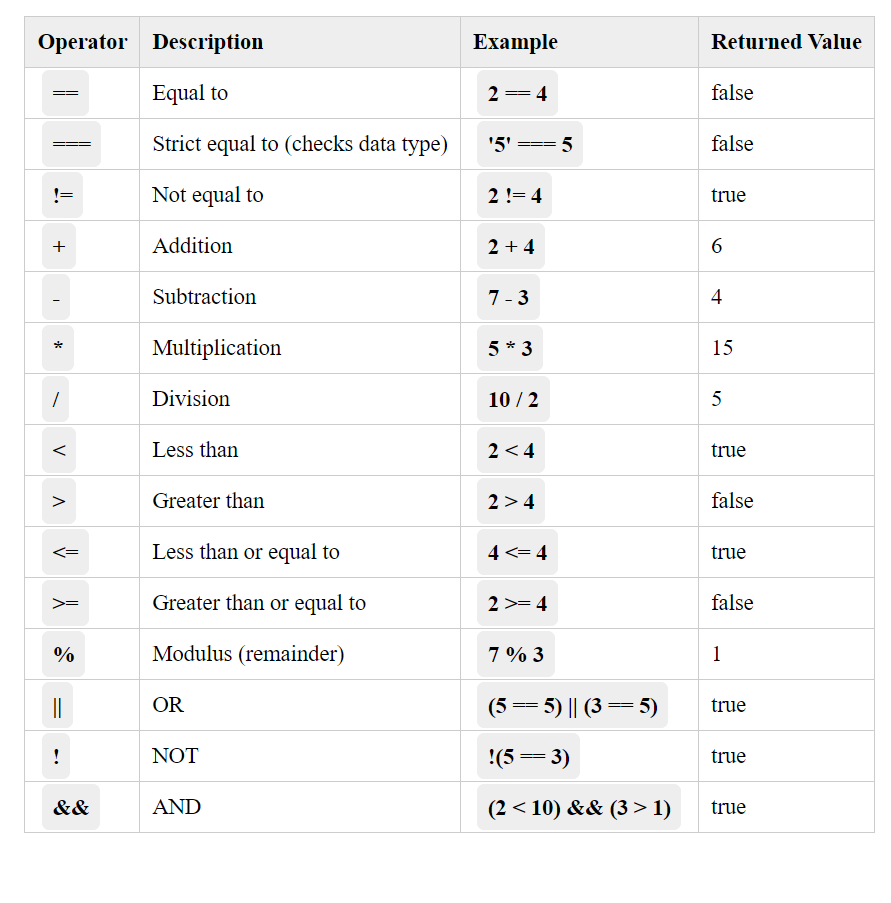 Operator Description Example Returned Value
== Equal to 2 == 4 false
=== Strict equal to (checks data type) '5' === 5 false
!= Not equal to 2 != 4 true
+ Addition 2 + 4 6
- Subtraction 7 - 3 4
* Multiplication 5 * 3 15
/ Division 10 / 2 5
< Less than 2 < 4 true
> Greater than 2 > 4 false
<= Less than or equal to 4 <= 4 true
>= Greater than or equal to 2 >= 4 false
% Modulus (remainder) 7 % 3 1
|| OR (5 == 5) || (3 == 5) true
! NOT !(5 == 3) true
&& AND (2 < 10) && (3 > 1) true